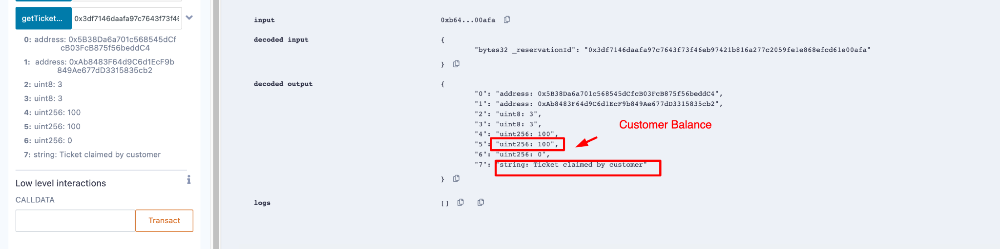 getTicket...
0x3df7146daafa97c7643f73f46
0: address: 0x5B38Da6a701c568545dCf
cB03FcB875f56beddC4
1: address: 0xAb8483F64d9C6d1EcF9b
849Ae677dD3315835cb2
2: uint8: 3
3: uint8: 3
4: uint256: 100
5: uint256: 100
6: uint256: 0
7: string: Ticket claimed by customer
Low level interactions
i
CALLDATA
Transact
input 0xb64...00afa
decoded input {
"bytes32 _reservationId": "0x3df7146daafa97c7643f73f46eb97421b816a277c2059fe1e868efcd61e00afa"
}
decoded output {
"0": "address: 0x5B38Da6a701c568545dCfcB03FcB875f56beddC4",
"1": "address: 0xAb8483F64d9C6d1EcF9b849Ae677dD3315835cb2",
"2": "uint8: 3",
"3": "uint8: 3",
Customer Balance
"4": "uint256: 100",
"5": "uint256: 100",
"6": "uint256: 0",
"7": "string: Ticket claimed by customer"
}
logs []